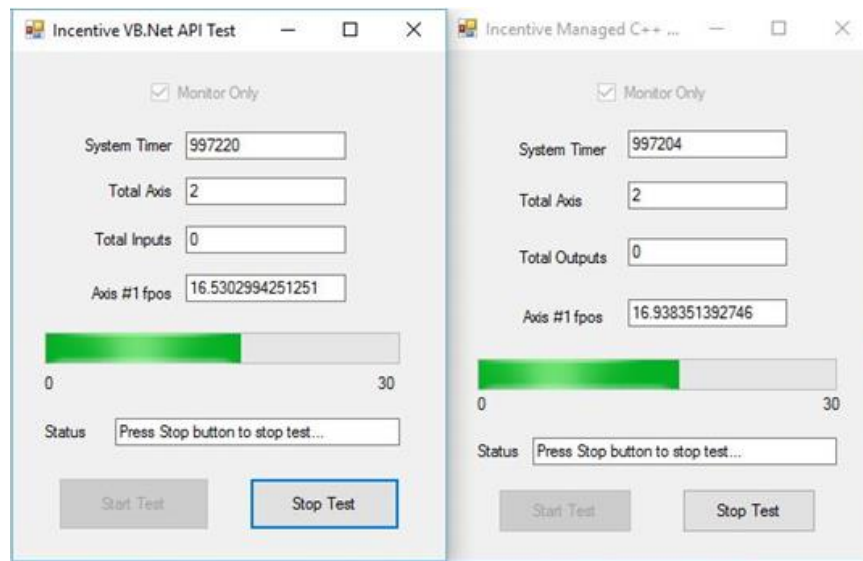 Incentive VB.Net API Test
Monitor Only
System Timer 997220
Total Axis 2
Total Inputs 0
Axis #1 fpos 16.5302994251251
0 30
Status Press Stop button to stop test...
Start Test Stop Test
Incentive Managed C++ ...
Monitor Only
System Timer 997204
Total Axis 2
Total Outputs 0
Axis #1 fpos 16.938351392746
0 30
Status Press Stop button to stop test...
Start Test Stop Test